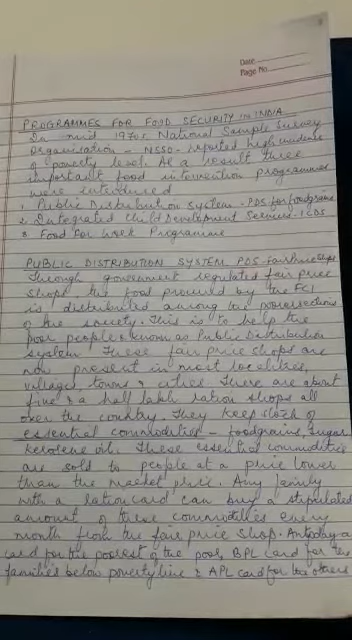 Date
Page No.
PROGRAMMES FOR FOOD SECURITY IN INDIA
In mid 1970s National Sample Survey
Organisation - NSSO - reported high incidence
of poverty level. As a result three
important food intervention programmes
were introduced
1 Public Distribution System - PDS for foodgrains
2 Integrated Child Development Services - ICDS
3 Food for work Programme
PUBLIC DISTRIBUTION SYSTEM PDS - fair price shops
Through government regulated fair price
shops the food procured by the FCI
is distributed among the poor sections
of the society. This is to help the
poor people & known as Public Distribution
system. These fair price shops are
now present in most localities,
villages, towns & cities. There are about
five & a half lakh ration shops all
over the country. They keep stock of
essential commodities - foodgrains, sugar
kerosene oil. These essential commodities
are sold to people at a price lower
than the market price. Any family
with a ration card can buy a stipulated
amount of these commodities every
month from the fair price shop. Antodaya
card for the poorest of the poor, BPL card for the
families below poverty line & APL card for the others